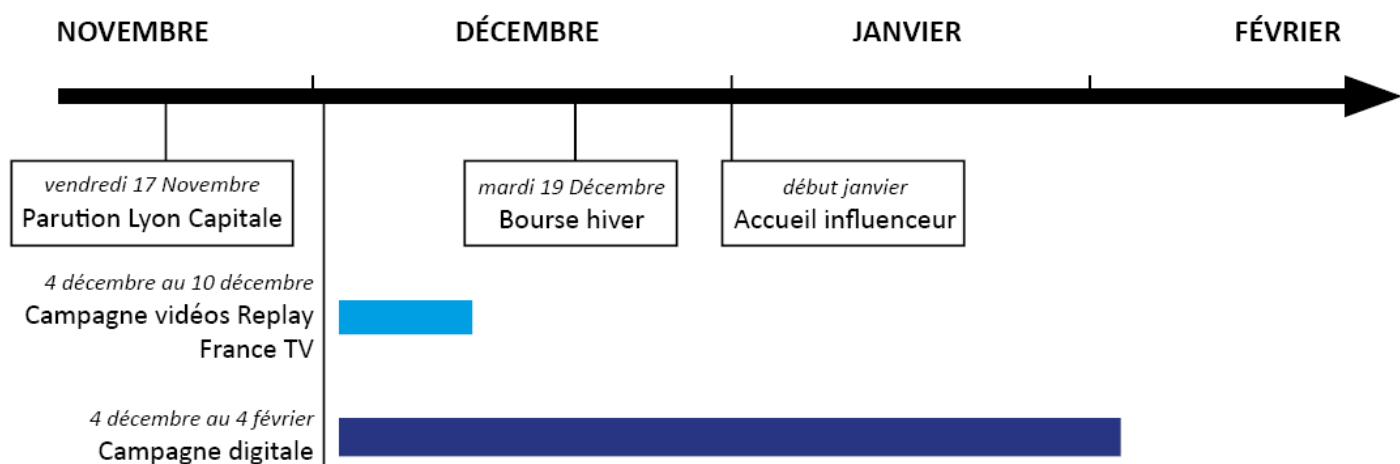 NOVEMBRE DÉCEMBRE JANVIER FÉVRIER
vendredi 17 Novembre
Parution Lyon Capitale
mardi 19 Décembre
Bourse hiver
début janvier
Accueil influenceur
4 décembre au 10 décembre
Campagne vidéos Replay
France TV
4 décembre au 4 février
Campagne digitale